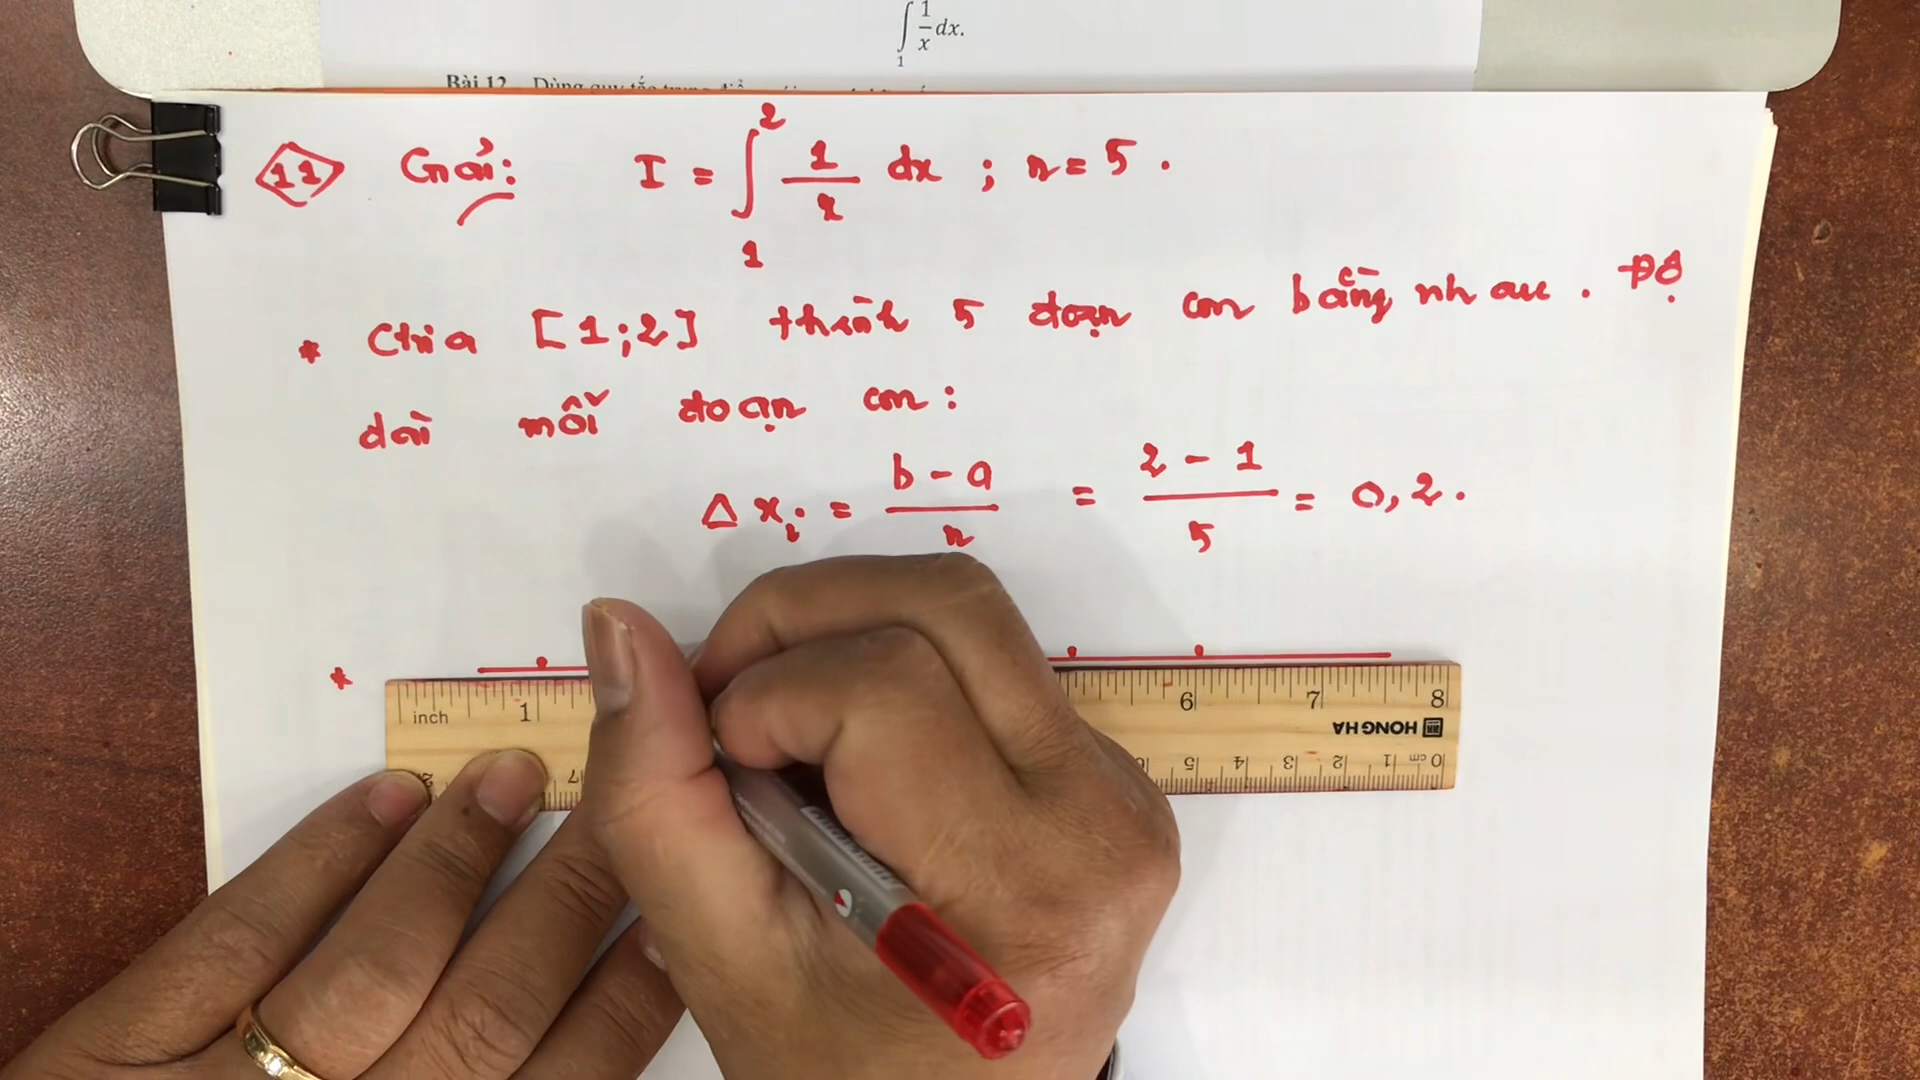 ∫ 1/x dx.
1
Bài 12
11 Giải: I = ∫₁² 1/x dx ; n = 5 .
* Chia [1;2] thành 5 đoạn con bằng nhau . Độ
dài mỗi đoạn con :
Δxᵢ = (b - a)/n = (2 - 1)/5 = 0,2 .
*
inch 1 6 7 8
HONG HA
7 5 4 3 2 1 cm 0